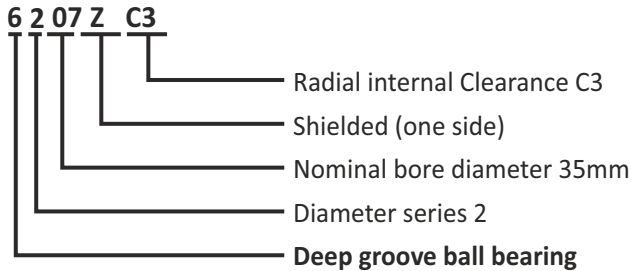 6 2 07 Z C3
Radial internal Clearance C3
Shielded (one side)
Nominal bore diameter 35mm
Diameter series 2
Deep groove ball bearing